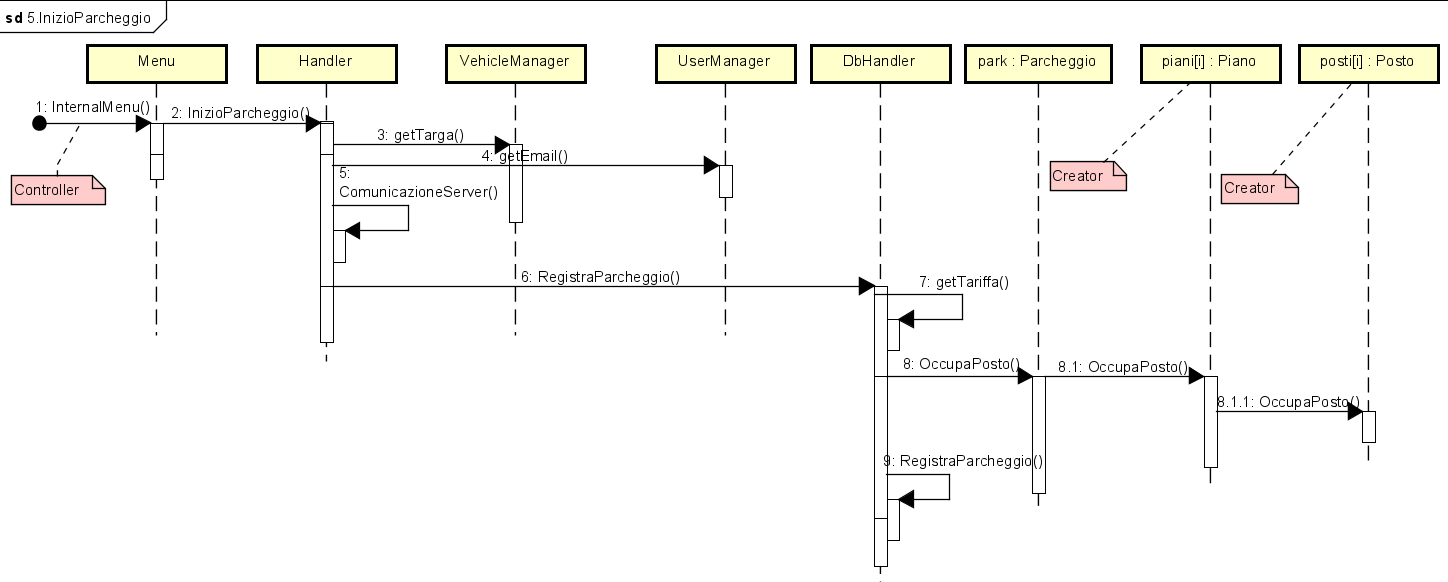 sd 5.InizioParcheggio
Menu
Handler
VehicleManager
UserManager
DbHandler
park : Parcheggio
piani[i] : Piano
posti[i] : Posto
1: InternalMenu()
2: InizioParcheggio()
3: getTarga()
4: getEmail()
5:
ComunicazioneServer()
Controller
Creator
Creator
6: RegistraParcheggio()
7: getTariffa()
8: OccupaPosto()
8.1: OccupaPosto()
8.1.1: OccupaPosto()
9: RegistraParcheggio()